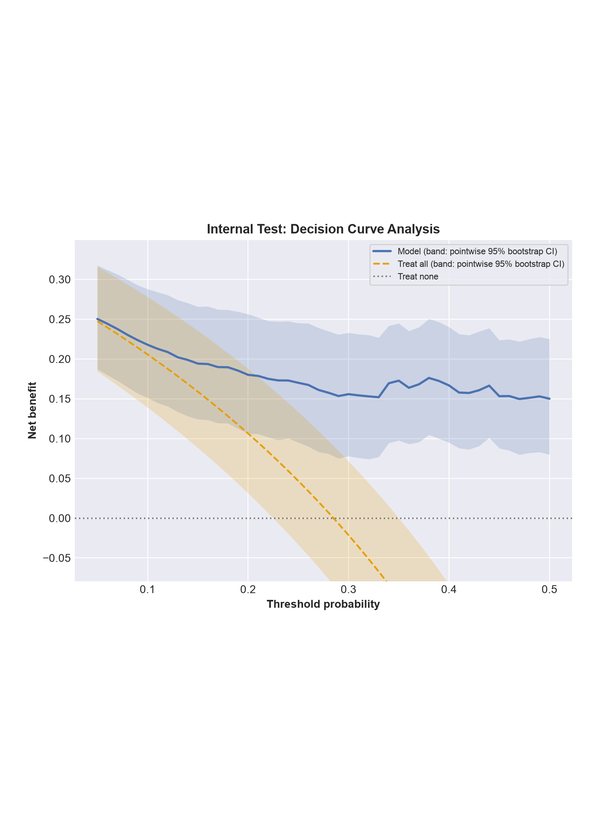 Internal Test: Decision Curve Analysis
Model (band: pointwise 95% bootstrap CI)
Treat all (band: pointwise 95% bootstrap CI)
Treat none
Net benefit
0.30
0.25
0.20
0.15
0.10
0.05
0.00
−0.05
0.1 0.2 0.3 0.4 0.5
Threshold probability